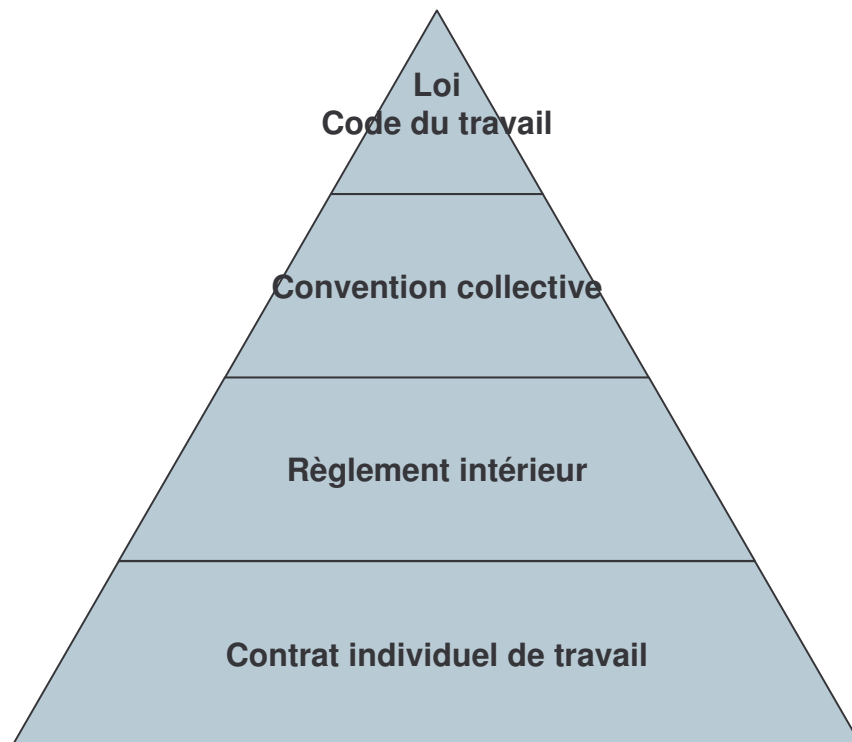 Loi
Code du travail
Convention collective
Règlement intérieur
Contrat individuel de travail